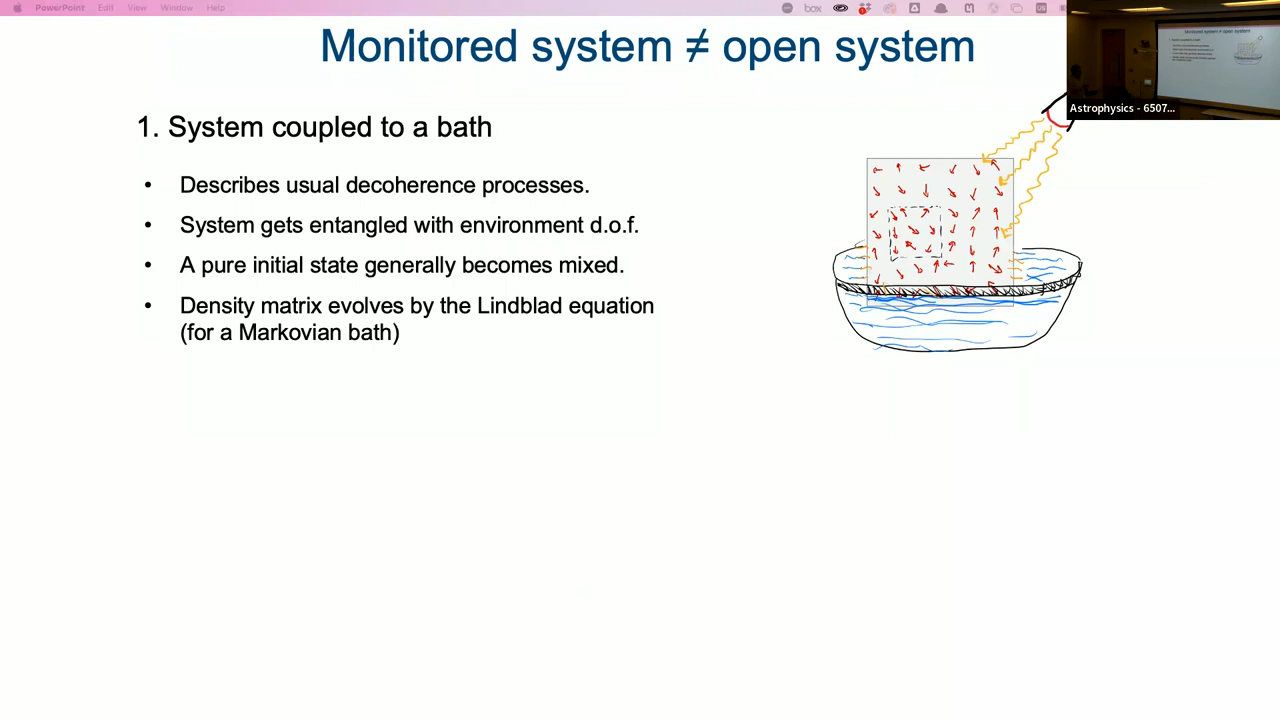 PowerPoint Edit View Window Help
box
US
Monitored system ≠ open system
1. System coupled to a bath
• Describes usual decoherence processes.
• System gets entangled with environment d.o.f.
• A pure initial state generally becomes mixed.
• Density matrix evolves by the Lindblad equation
(for a Markovian bath)
Astrophysics - 6507...